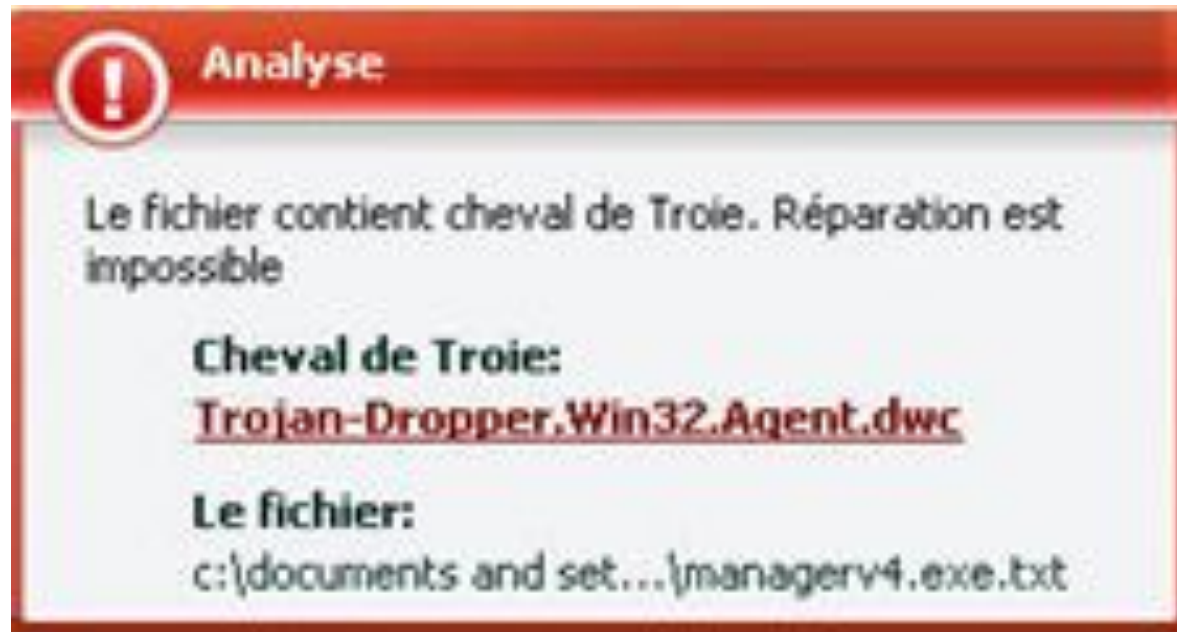 Analyse
Le fichier contient cheval de Troie. Réparation est
impossible
Cheval de Troie:
Trojan-Dropper.Win32.Agent.dwc
Le fichier:
c:\documents and set...\managerv4.exe.txt